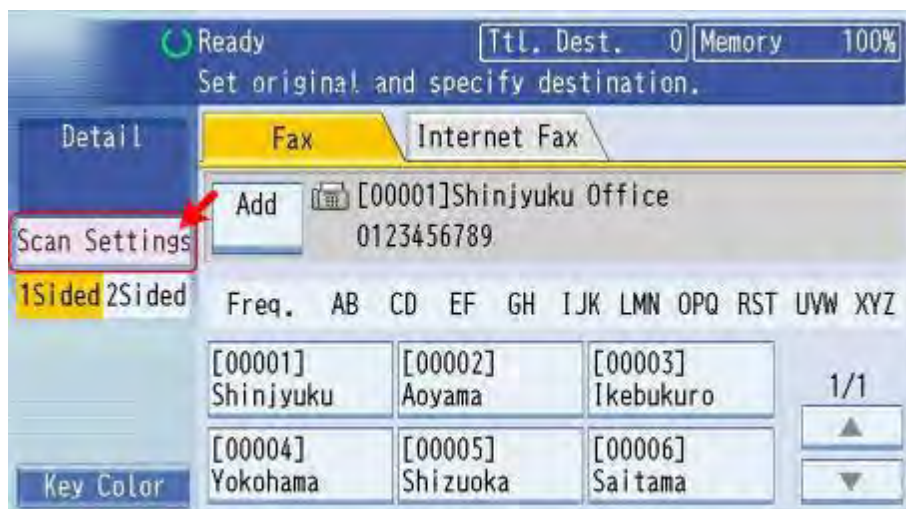 Ready Ttl. Dest. 0 Memory 100%
Set original and specify destination.
Detail
Fax Internet Fax
Add [00001]Shinjyuku Office
0123456789
Scan Settings
1Sided 2Sided
Freq. AB CD EF GH IJK LMN OPQ RST UVW XYZ
[00001] [00002] [00003]
Shinjyuku Aoyama Ikebukuro
1/1
[00004] [00005] [00006]
Yokohama Shizuoka Saitama
Key Color